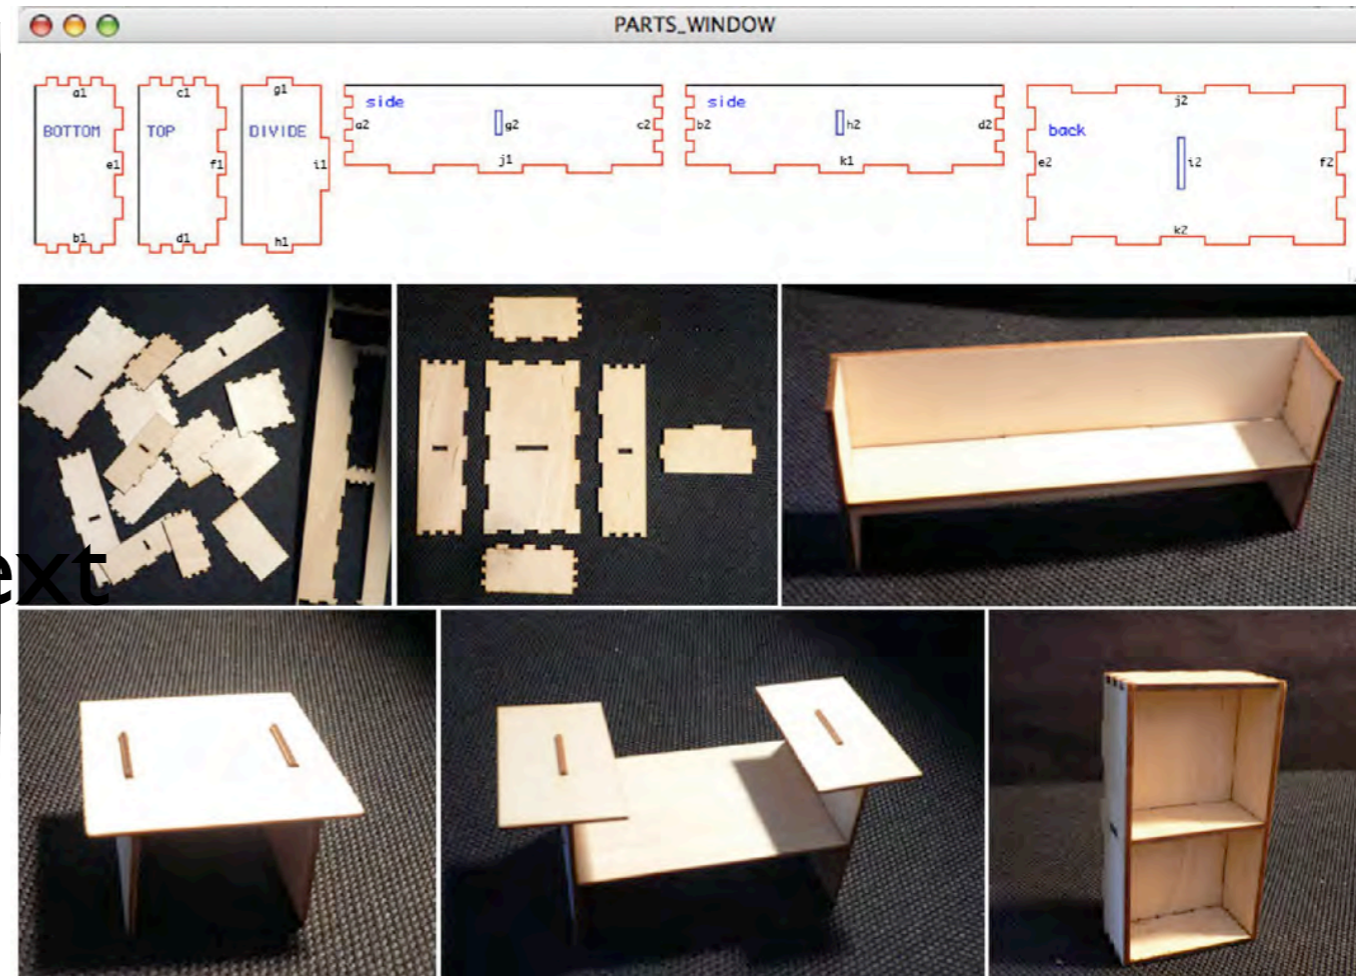 PARTS_WINDOW
a1
BOTTOM
e1
b1
c1
TOP
f1
d1
g1
DIVIDE
i1
h1
side
a2
g2
c2
j1
side
b2
h2
d2
k1
j2
back
e2
i2
f2
k2
ext